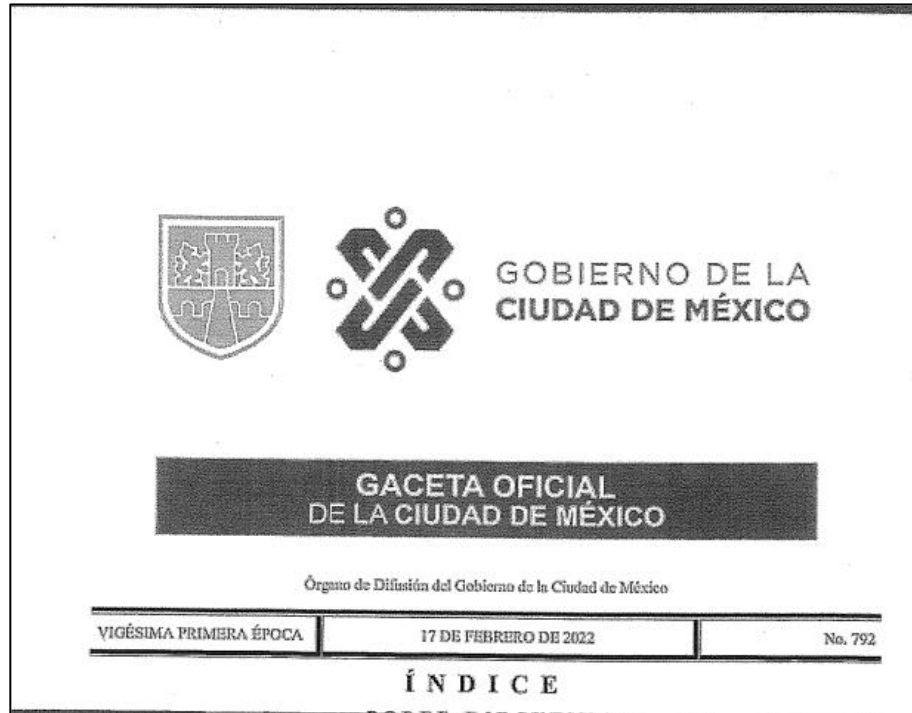 GOBIERNO DE LA
CIUDAD DE MÉXICO
GACETA OFICIAL
DE LA CIUDAD DE MÉXICO
Órgano de Difusión del Gobierno de la Ciudad de México
VIGÉSIMA PRIMERA ÉPOCA 17 DE FEBRERO DE 2022 No. 792
ÍNDICE